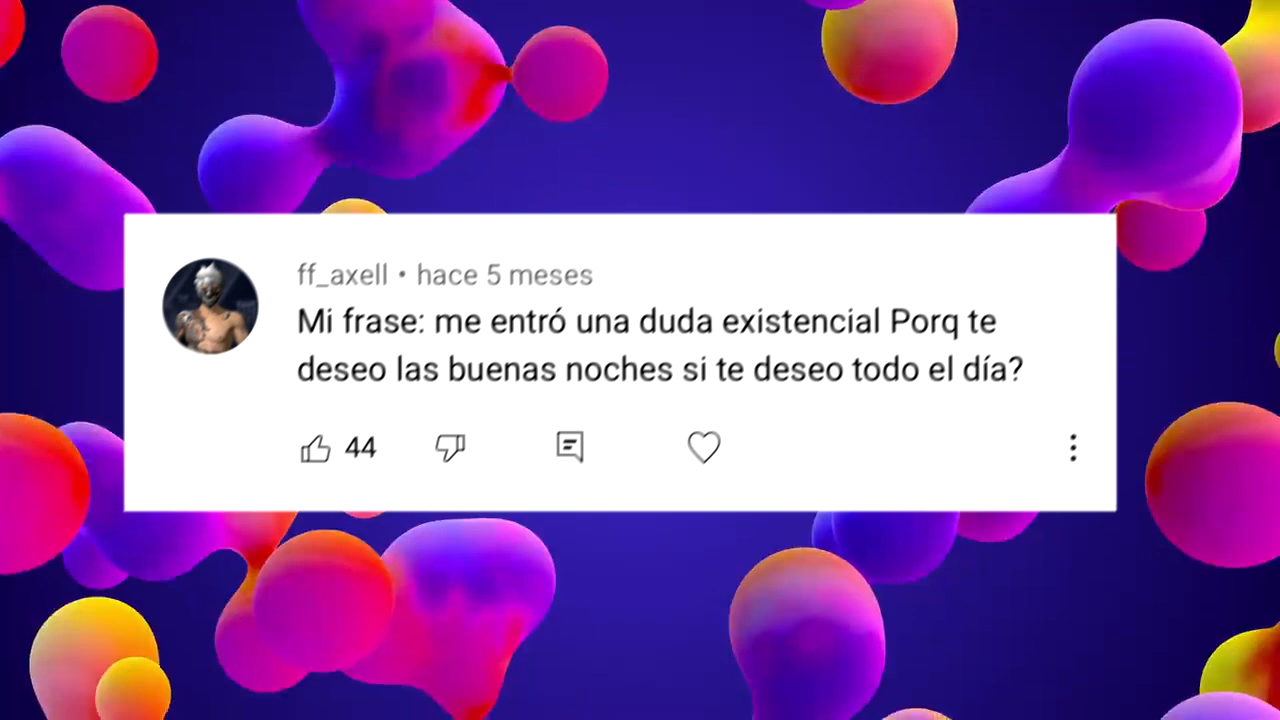 ff_axell • hace 5 meses
Mi frase: me entró una duda existencial Porq te
deseo las buenas noches si te deseo todo el día?
44